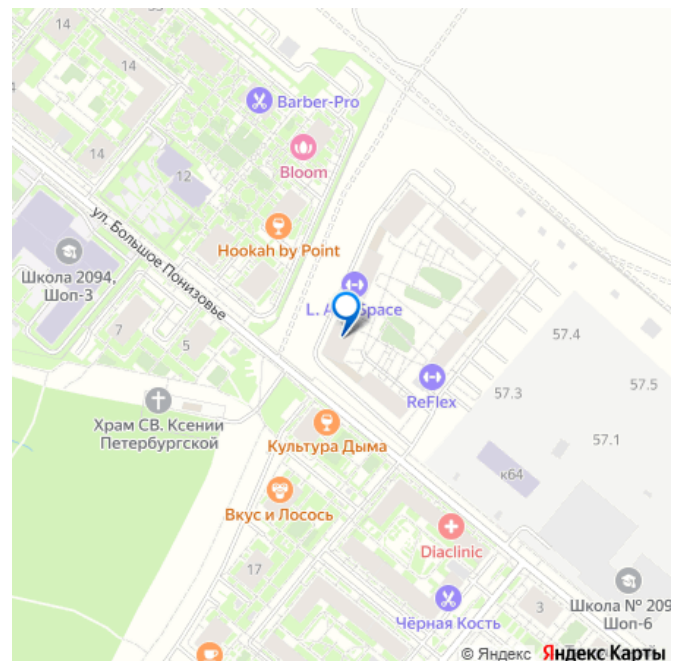 14
14
Barber-Pro
Bloom
14
12
ул. Большое Понизовье
Hookah by Point
Школа 2094,
Шоп-3
L. A. Space
7
5
57.4
ReFlex
57.3
57.5
Храм СВ. Ксении
Петербургской
Культура Дыма
57.1
к64
Вкус и Лосось
Diaclinic
17
Чёрная Кость
3
Школа № 209
Шоп-6
© Яндекс Яндекс Карты